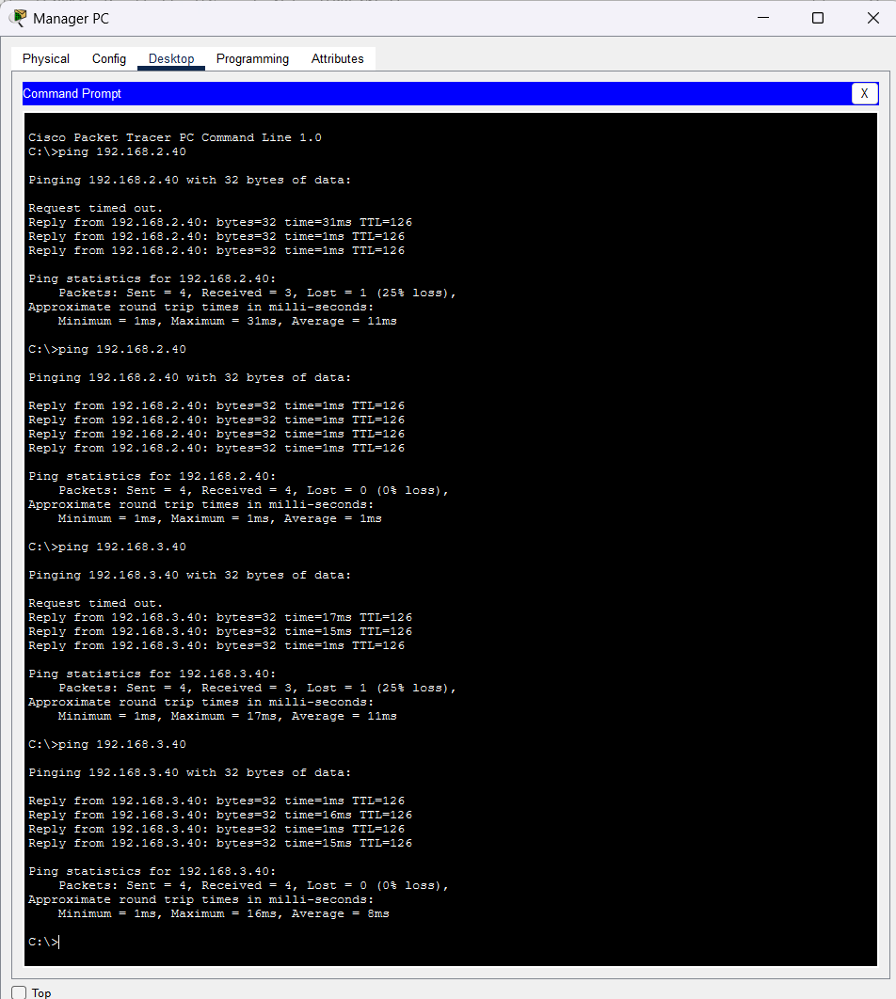 Manager PC
Physical Config Desktop Programming Attributes
Command Prompt X
Cisco Packet Tracer PC Command Line 1.0
C:\>ping 192.168.2.40
Pinging 192.168.2.40 with 32 bytes of data:
Request timed out.
Reply from 192.168.2.40: bytes=32 time=31ms TTL=126
Reply from 192.168.2.40: bytes=32 time=1ms TTL=126
Reply from 192.168.2.40: bytes=32 time=1ms TTL=126
Ping statistics for 192.168.2.40:
    Packets: Sent = 4, Received = 3, Lost = 1 (25% loss),
Approximate round trip times in milli-seconds:
    Minimum = 1ms, Maximum = 31ms, Average = 11ms
C:\>ping 192.168.2.40
Pinging 192.168.2.40 with 32 bytes of data:
Reply from 192.168.2.40: bytes=32 time=1ms TTL=126
Reply from 192.168.2.40: bytes=32 time=1ms TTL=126
Reply from 192.168.2.40: bytes=32 time=1ms TTL=126
Reply from 192.168.2.40: bytes=32 time=1ms TTL=126
Ping statistics for 192.168.2.40:
    Packets: Sent = 4, Received = 4, Lost = 0 (0% loss),
Approximate round trip times in milli-seconds:
    Minimum = 1ms, Maximum = 1ms, Average = 1ms
C:\>ping 192.168.3.40
Pinging 192.168.3.40 with 32 bytes of data:
Request timed out.
Reply from 192.168.3.40: bytes=32 time=17ms TTL=126
Reply from 192.168.3.40: bytes=32 time=15ms TTL=126
Reply from 192.168.3.40: bytes=32 time=1ms TTL=126
Ping statistics for 192.168.3.40:
    Packets: Sent = 4, Received = 3, Lost = 1 (25% loss),
Approximate round trip times in milli-seconds:
    Minimum = 1ms, Maximum = 17ms, Average = 11ms
C:\>ping 192.168.3.40
Pinging 192.168.3.40 with 32 bytes of data:
Reply from 192.168.3.40: bytes=32 time=1ms TTL=126
Reply from 192.168.3.40: bytes=32 time=16ms TTL=126
Reply from 192.168.3.40: bytes=32 time=1ms TTL=126
Reply from 192.168.3.40: bytes=32 time=15ms TTL=126
Ping statistics for 192.168.3.40:
    Packets: Sent = 4, Received = 4, Lost = 0 (0% loss),
Approximate round trip times in milli-seconds:
    Minimum = 1ms, Maximum = 16ms, Average = 8ms
C:\>
Top